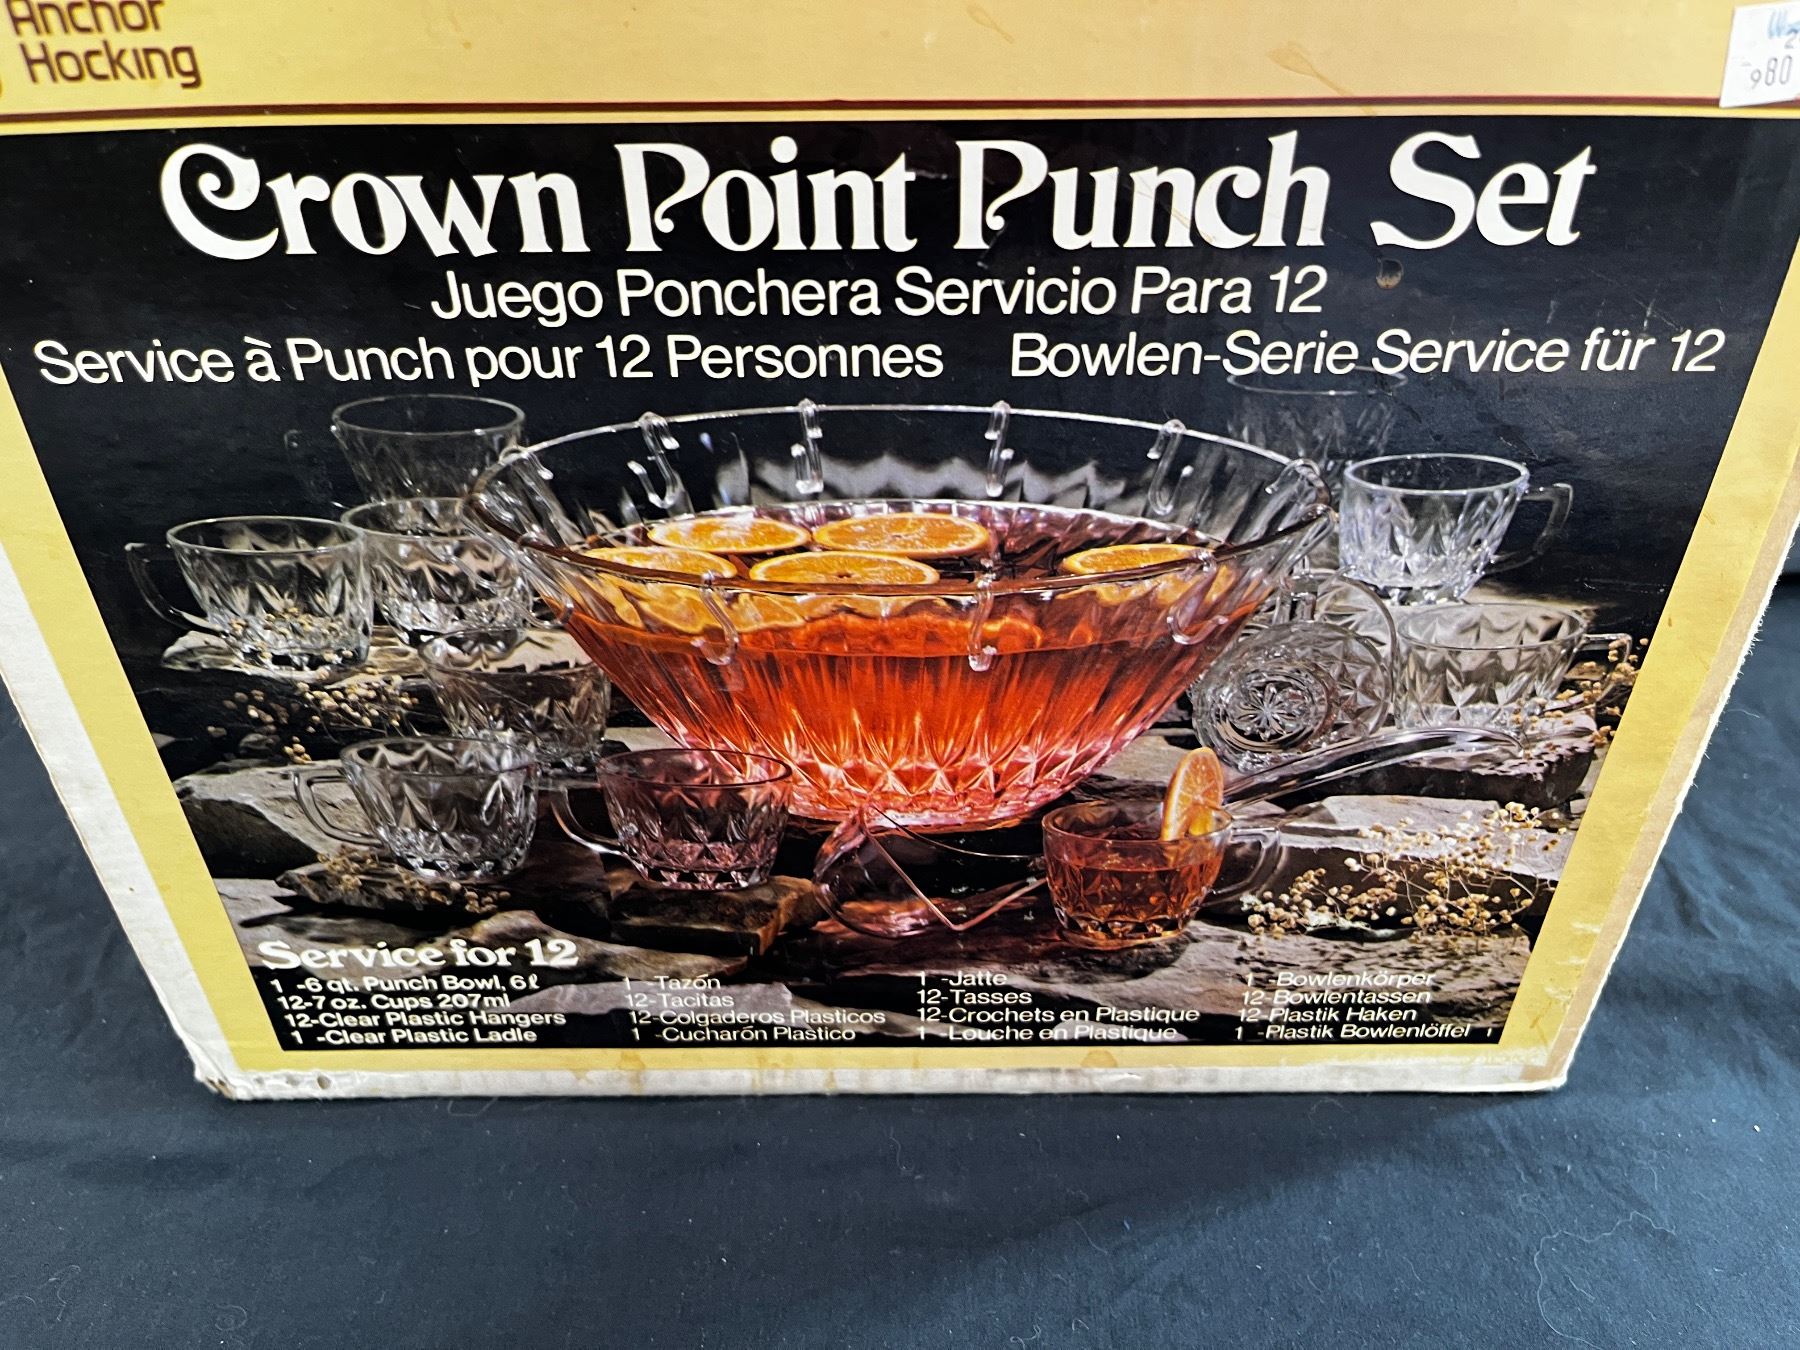 Anchor
Hocking
980
Crown Point Punch Set
Juego Ponchera Servicio Para 12
Service à Punch pour 12 Personnes Bowlen-Serie Service für 12
Service for 12
1 -6 qt. Punch Bowl, 6ℓ
12-7 oz. Cups 207ml
12-Clear Plastic Hangers
1 -Clear Plastic Ladle
1 -Tazón
12-Tacitas
12-Colgaderos Plasticos
1 -Cucharón Plastico
1 -Jatte
12-Tasses
12-Crochets en Plastique
1 -Louche en Plastique
1 -Bowlenkörper
12-Bowlentassen
12-Plastik Haken
1 -Plastik Bowlenlöffel